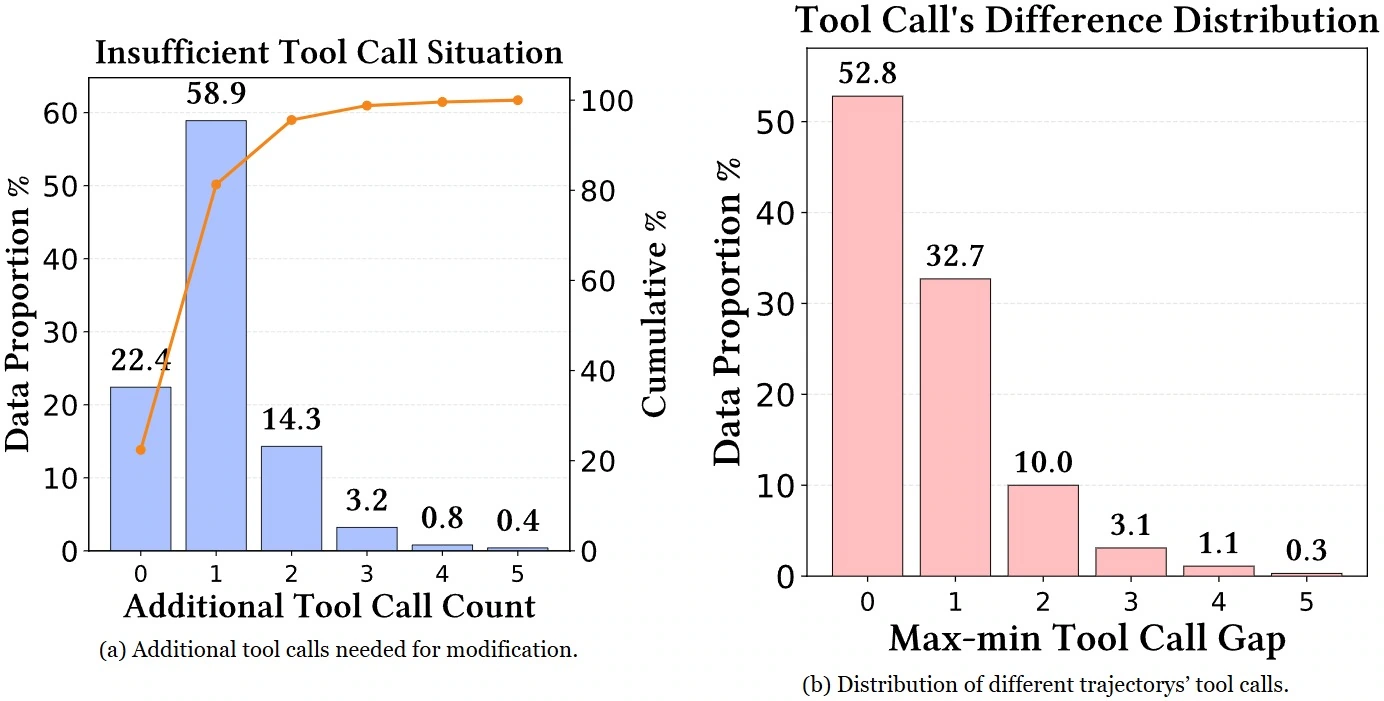 Insufficient Tool Call Situation
Data Proportion %
60
50
40
30
20
10
0
22.4
58.9
14.3
3.2
0.8
0.4
100
80
60
40
20
0
Cumulative %
0 1 2 3 4 5
Additional Tool Call Count
(a) Additional tool calls needed for modification.
Tool Call's Difference Distribution
Data Proportion %
50
40
30
20
10
0
52.8
32.7
10.0
3.1
1.1
0.3
0 1 2 3 4 5
Max-min Tool Call Gap
(b) Distribution of different trajectorys’ tool calls.